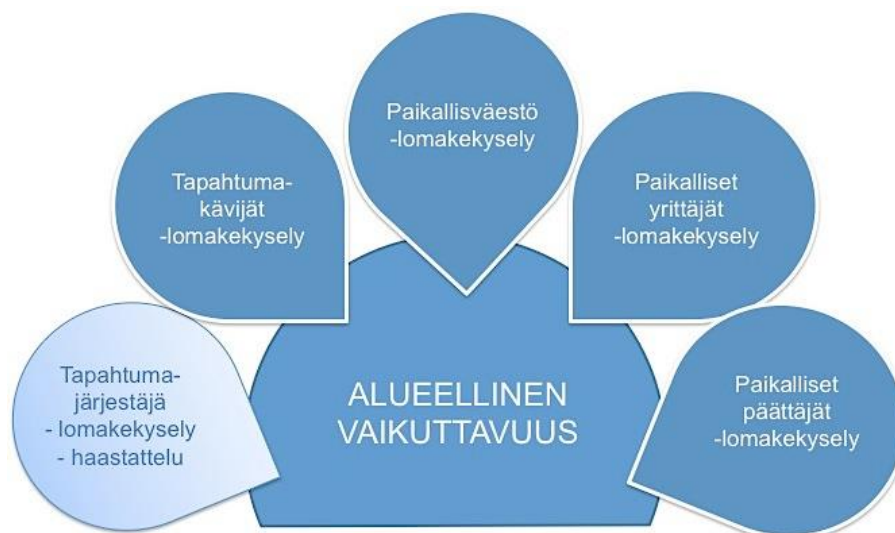 Paikallisväestö
-lomakekysely
Tapahtuma-
kävijät
-lomakekysely
Paikalliset
yrittäjät
-lomakekysely
Tapahtuma-
järjestäjä
- lomakekysely
- haastattelu
ALUEELLINEN
VAIKUTTAVUUS
Paikalliset
päättäjät
-lomakekysely